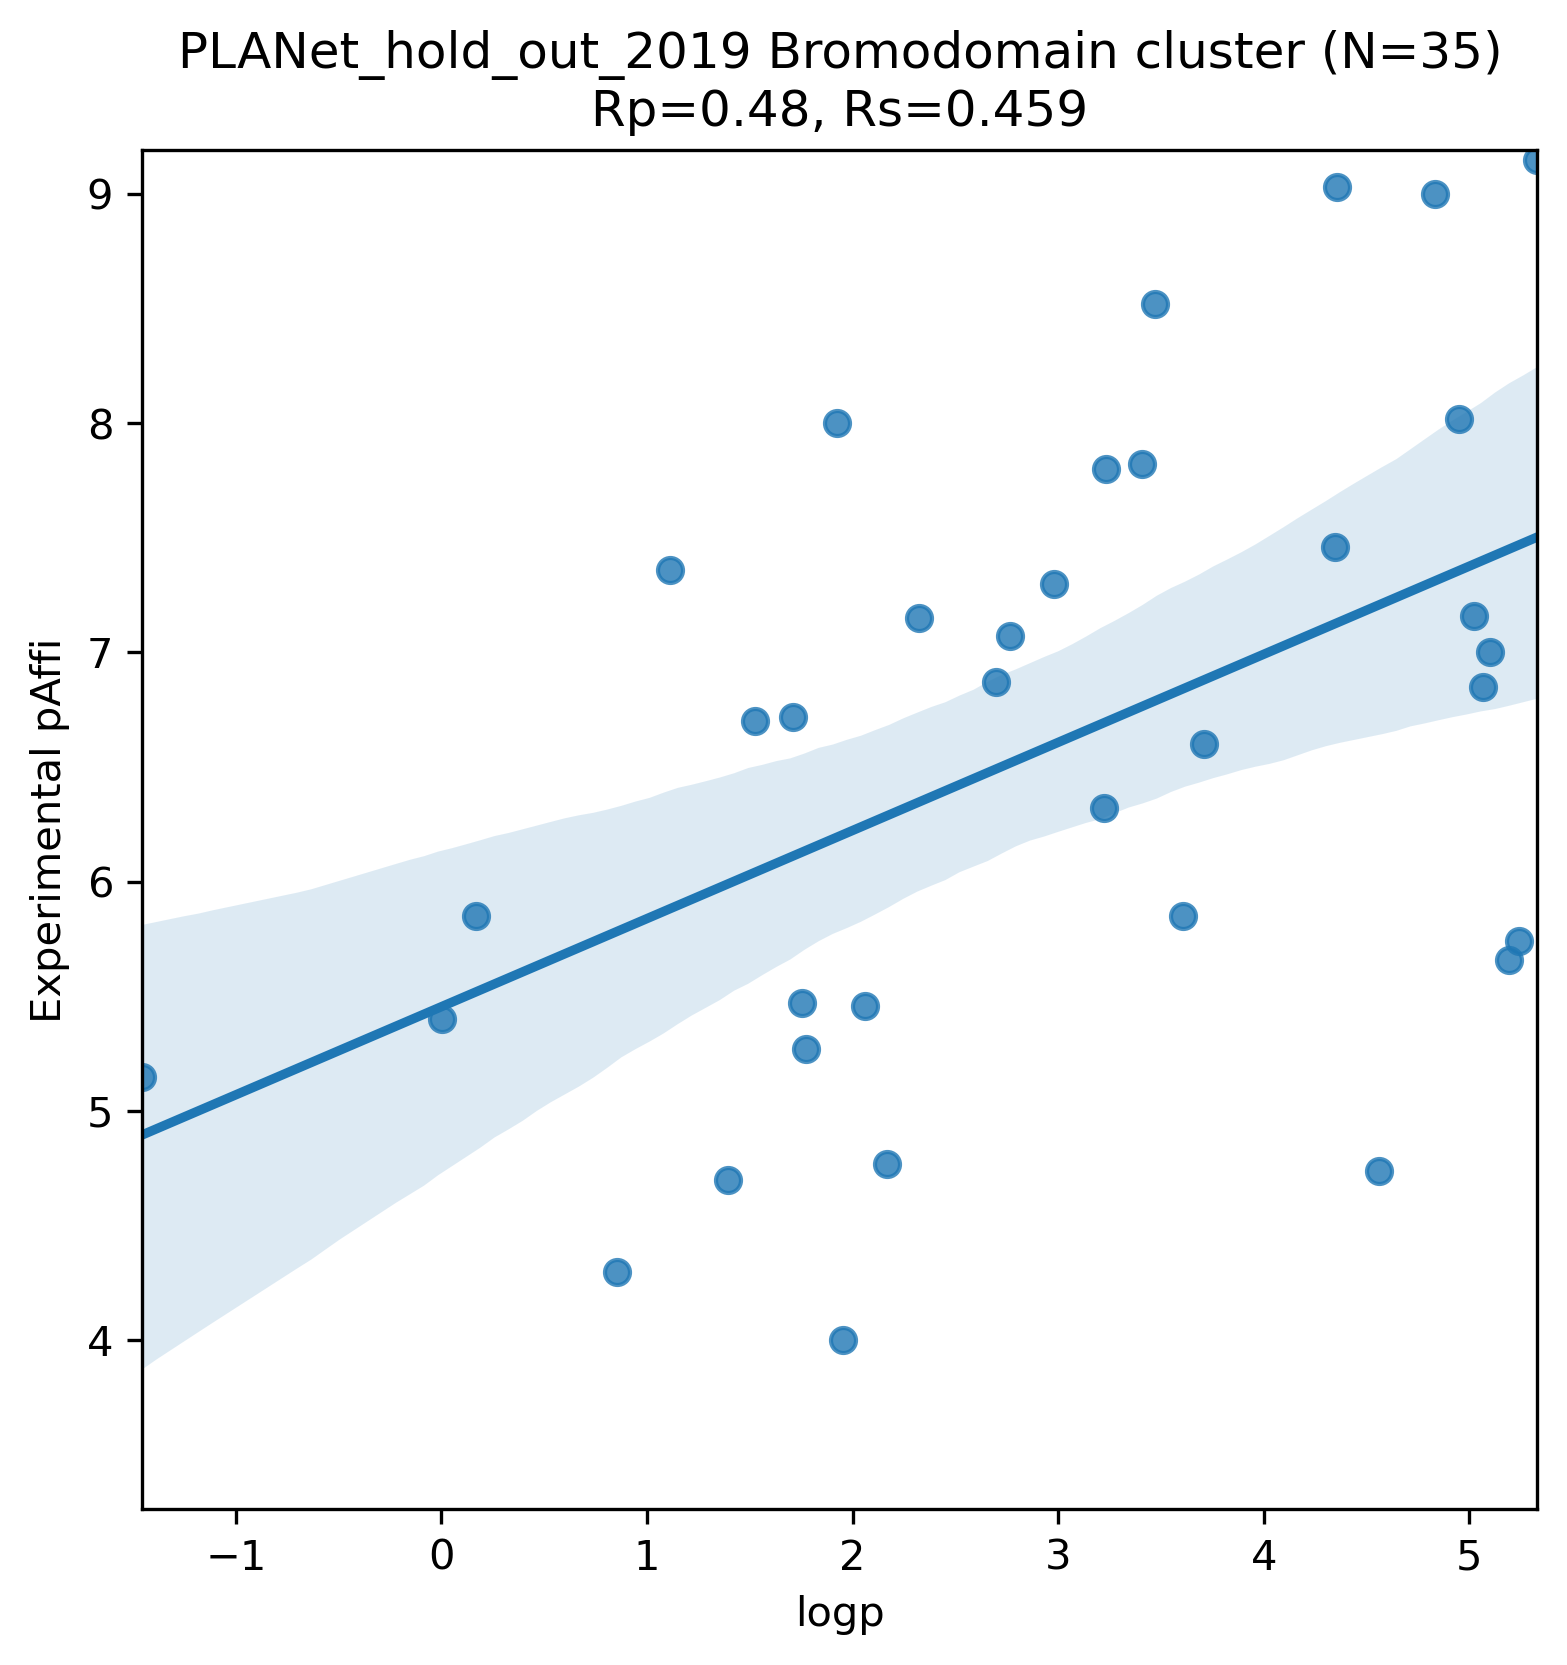 PLANet_hold_out_2019 Bromodomain cluster (N=35)
Rp=0.48, Rs=0.459
9
8
7
6
5
4
Experimental pAffi
−1 0 1 2 3 4 5
logp